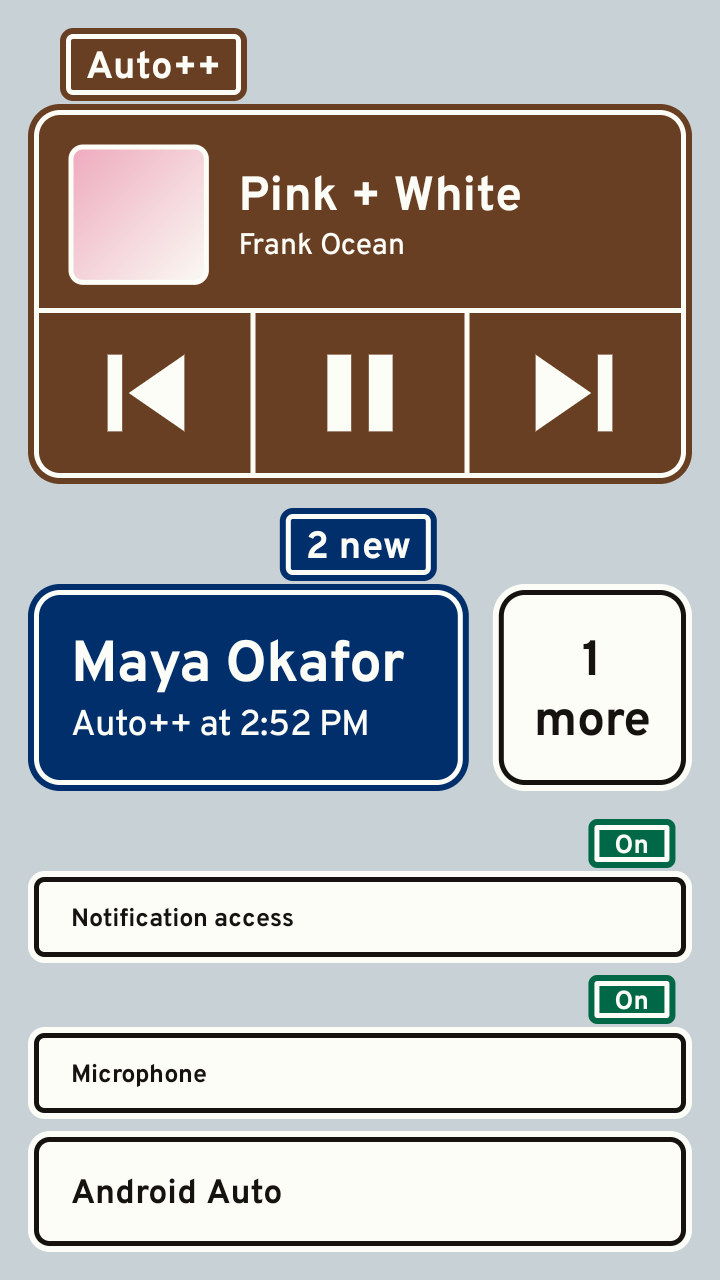 Auto++
Pink + White
Frank Ocean
2 new
Maya Okafor
Auto++ at 2:52 PM
1
more
On
Notification access
On
Microphone
Android Auto